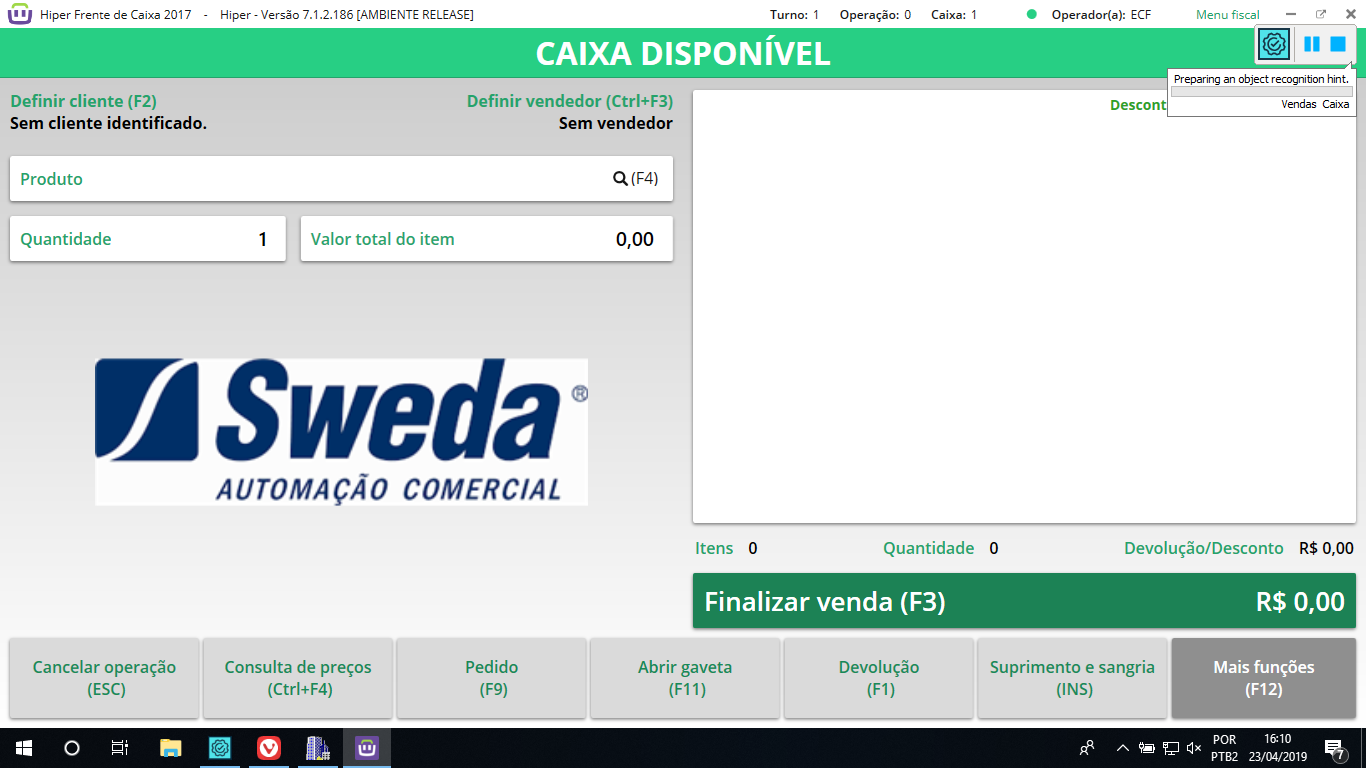 Hiper Frente de Caixa 2017 - Hiper - Versão 7.1.2.186 [AMBIENTE RELEASE] Turno: 1 Operação: 0 Caixa: 1 Operador(a): ECF Menu fiscal
CAIXA DISPONÍVEL
Preparing an object recognition hint.
Vendas Caixa
Definir cliente (F2) Definir vendedor (Ctrl+F3)
Sem cliente identificado. Sem vendedor
Descont
Produto (F4)
Quantidade 1 Valor total do item 0,00
Sweda ®
AUTOMAÇÃO COMERCIAL
Itens 0 Quantidade 0 Devolução/Desconto R$ 0,00
Finalizar venda (F3) R$ 0,00
Cancelar operação (ESC)
Consulta de preços (Ctrl+F4)
Pedido (F9)
Abrir gaveta (F11)
Devolução (F1)
Suprimento e sangria (INS)
Mais funções (F12)
POR 16:10
PTB2 23/04/2019 7